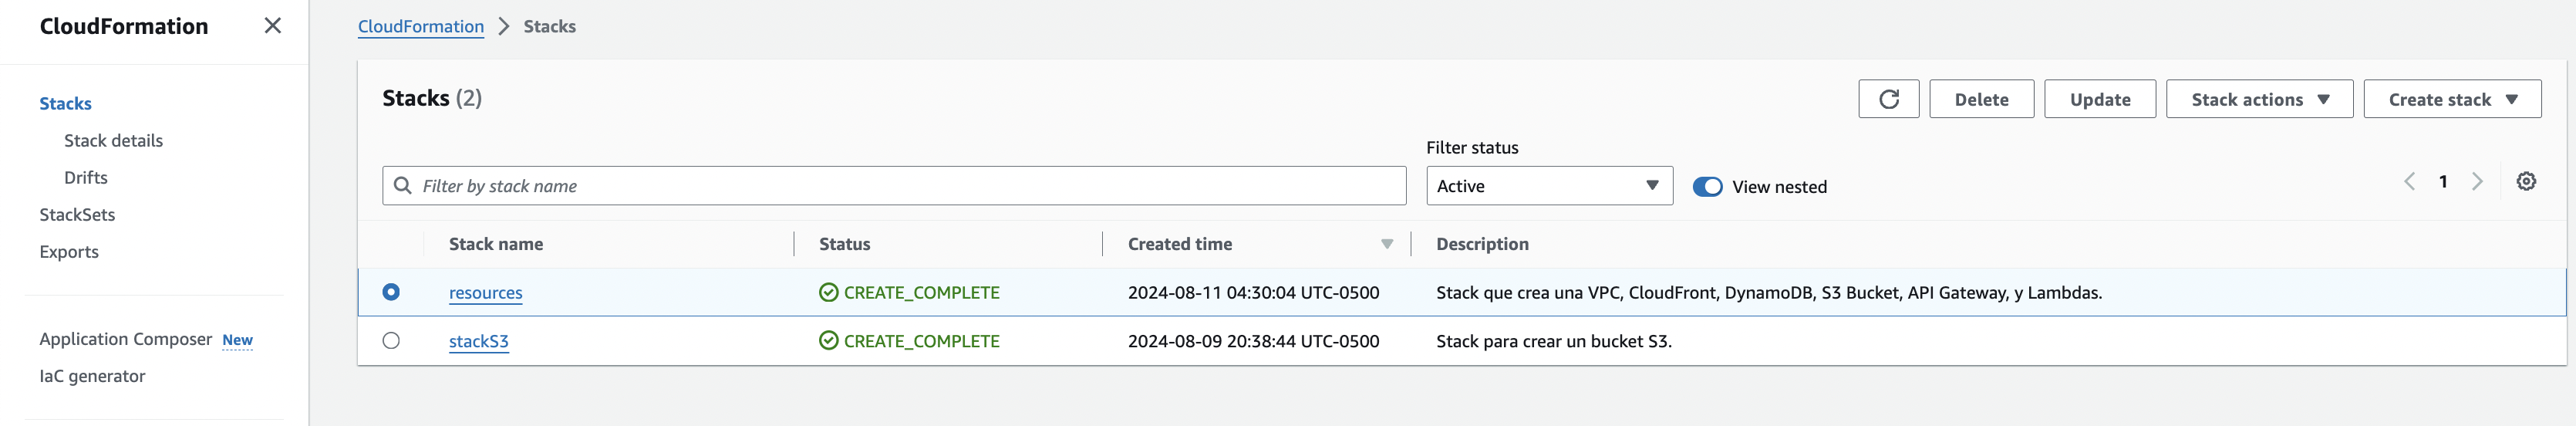 CloudFormation
Stacks
Stack details
Drifts
StackSets
Exports
Application Composer New
IaC generator
CloudFormation > Stacks
Stacks (2)
Delete
Update
Stack actions
Create stack
Filter by stack name
Filter status
Active
View nested
1
Stack name Status Created time Description
resources CREATE_COMPLETE 2024-08-11 04:30:04 UTC-0500 Stack que crea una VPC, CloudFront, DynamoDB, S3 Bucket, API Gateway, y Lambdas.
stackS3 CREATE_COMPLETE 2024-08-09 20:38:44 UTC-0500 Stack para crear un bucket S3.